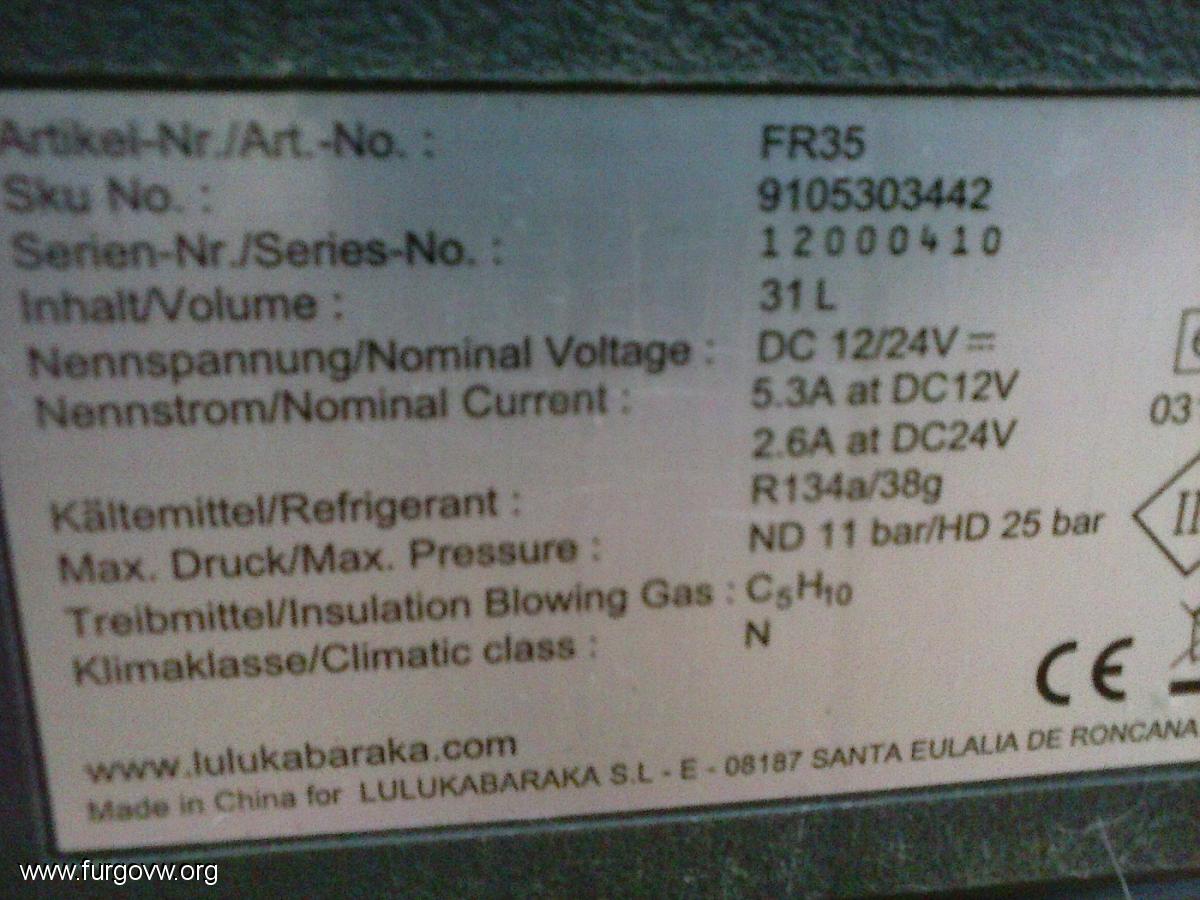 Artikel-Nr./Art.-No. : FR35
Sku No. : 9105303442
Serien-Nr./Series-No. : 12000410
Inhalt/Volume : 31 L
Nennspannung/Nominal Voltage : DC 12/24V ⎓
Nennstrom/Nominal Current : 5.3A at DC12V
2.6A at DC24V
Kältemittel/Refrigerant : R134a/38g
Max. Druck/Max. Pressure : ND 11 bar/HD 25 bar
Treibmittel/Insulation Blowing Gas : C₅H₁₀
Klimaklasse/Climatic class : N
03
CE
www.lulukabaraka.com
Made in China for LULUKABARAKA S.L - E - 08187 SANTA EULALIA DE RONCANA
www.furgovw.org